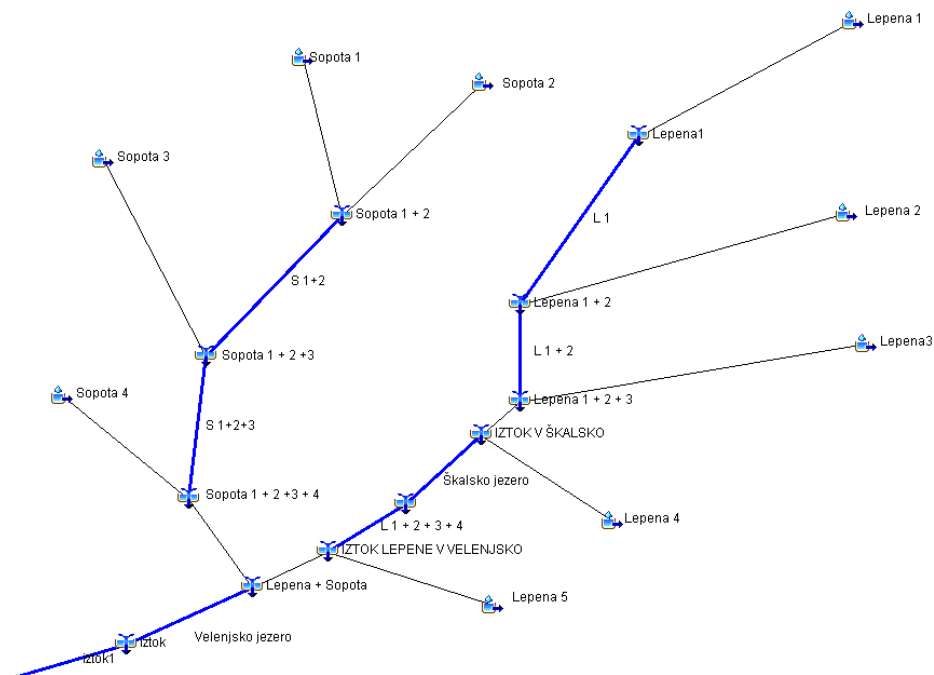 Lepena 1
Sopota 1
Sopota 2
Lepena1
Sopota 3
Lepena 2
Sopota 1 + 2
L 1
S 1+2
Lepena 1 + 2
Lepena3
L 1 + 2
Sopota 1 + 2 +3
Sopota 4
Lepena 1 + 2 + 3
S 1+2+3
IZTOK V ŠKALSKO
Škalsko jezero
Sopota 1 + 2 +3 + 4
Lepena 4
L 1 + 2 + 3 + 4
IZTOK LEPENE V VELENJSKO
Lepena + Sopota
Lepena 5
Velenjsko jezero
Iztok
iztok1